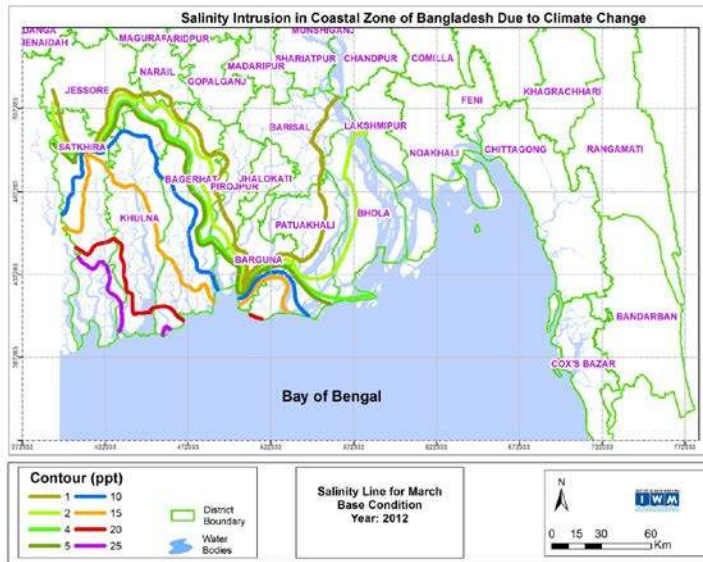 Salinity Intrusion in Coastal Zone of Bangladesh Due to Climate Change
MUNSHIGANJ
MAGURA
FARIDPUR
SHARIATPUR
CHANDPUR
COMILLA
MADARIPUR
NARAIL
GOPALGANJ
JESSORE
KHAGRACHHARI
FENI
BARISAL
LAKSHMIPUR
SATKHIRA
NOAKHALI
CHITTAGONG
RANGAMATI
BAGERHAT
JHALOKATI
PIROJPUR
KHULNA
PATUAKHALI
BHOLA
BARGUNA
BANDARBAN
COX'S BAZAR
Bay of Bengal
Contour (ppt)
1 10
2 15
4 20
5 25
District
Boundary
Water
Bodies
Salinity Line for March
Base Condition
Year: 2012
N
IWM
0 15 30 60
Km